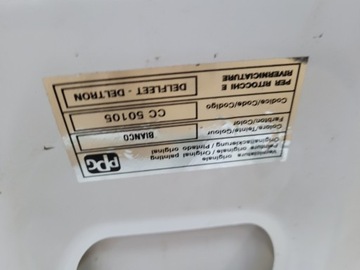 ppg
Verniciatura originale / Original painting
Peinture originale / Pintado original
Originallackierung
Colore/Teinte/Colour
Farbton/Color
BIANCO
Codice/Code/Codigo
CC 50105
PER RITOCCHI E
RIVERNICIATURE
DELFLEET - DELTRON